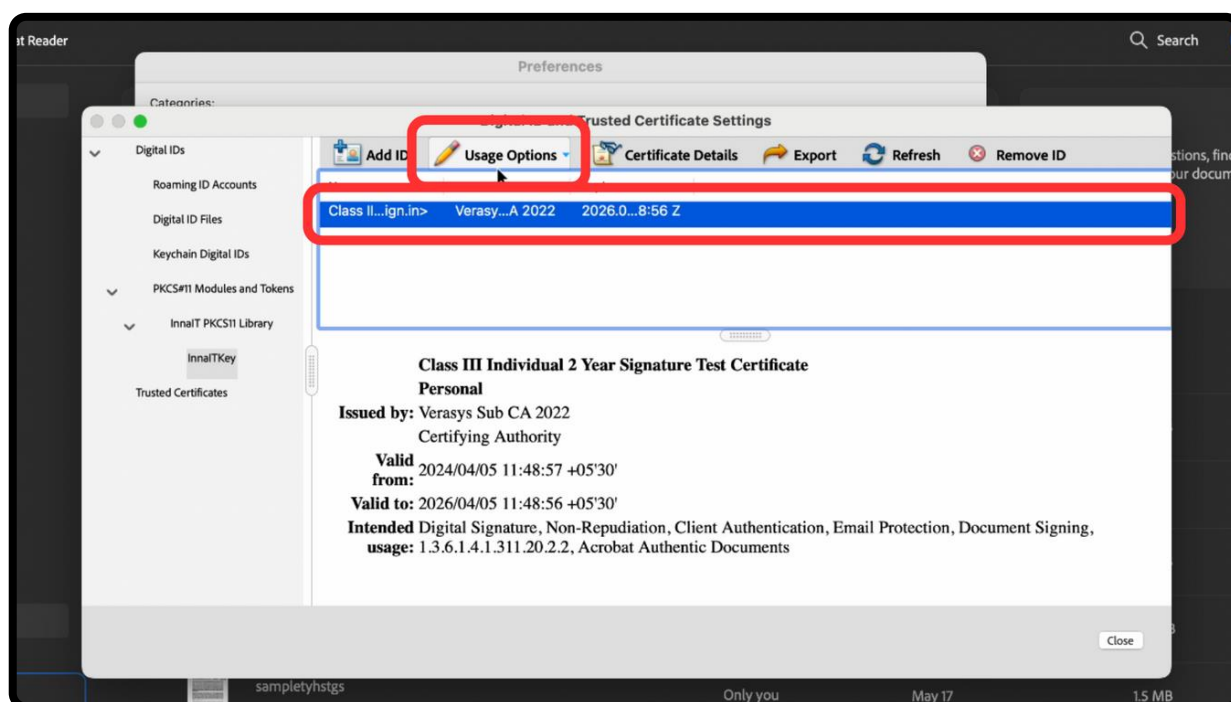 at Reader
Search
Preferences
Categories:
Trusted Certificate Settings
Digital IDs
Roaming ID Accounts
Digital ID Files
Keychain Digital IDs
PKCS#11 Modules and Tokens
InnaIT PKCS11 Library
InnaITKey
Trusted Certificates
Add ID Usage Options Certificate Details Export Refresh Remove ID
Class II...ign.in> Verasy...A 2022 2026.0...8:56 Z
Class III Individual 2 Year Signature Test Certificate
Personal
Issued by: Verasys Sub CA 2022
Certifying Authority
Valid from: 2024/04/05 11:48:57 +05'30'
Valid to: 2026/04/05 11:48:56 +05'30'
Intended Digital Signature, Non-Repudiation, Client Authentication, Email Protection, Document Signing,
usage: 1.3.6.1.4.1.311.20.2.2, Acrobat Authentic Documents
Close
stions, fin
our docum
sampletyhstgs
Only you May 17 1.5 MB